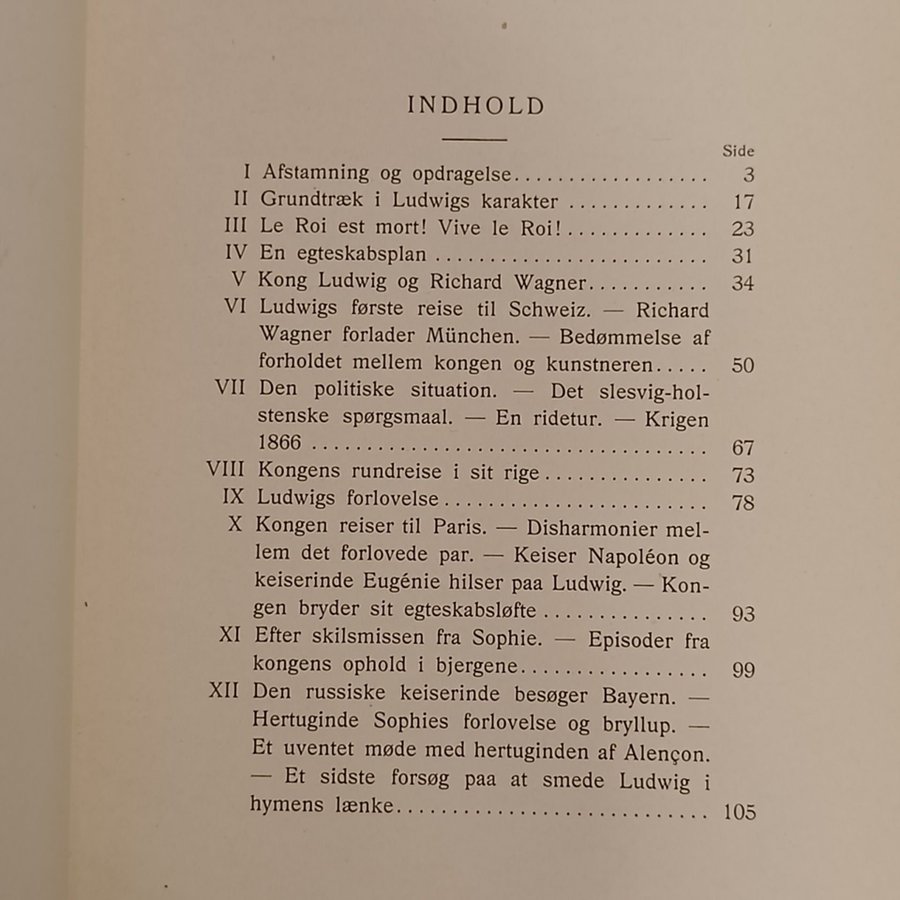 INDHOLD
Side
I Afstamning og opdragelse.................. 3
II Grundtræk i Ludwigs karakter ............. 17
III Le Roi est mort! Vive le Roi!............. 23
IV En egteskabsplan ......................... 31
V Kong Ludwig og Richard Wagner........... 34
VI Ludwigs første reise til Schweiz. — Richard
Wagner forlader München. — Bedømmelse af
forholdet mellem kongen og kunstneren..... 50
VII Den politiske situation. — Det slesvig-hol-
stenske spørgsmaal. — En ridetur. — Krigen
1866 .................................... 67
VIII Kongens rundreise i sit rige............... 73
IX Ludwigs forlovelse........................ 78
X Kongen reiser til Paris. — Disharmonier mel-
lem det forlovede par. — Keiser Napoléon og
keiserinde Eugénie hilser paa Ludwig. — Kon-
gen bryder sit egteskabsløfte ............... 93
XI Efter skilsmissen fra Sophie. — Episoder fra
kongens ophold i bjergene................. 99
XII Den russiske keiserinde besøger Bayern. —
Hertuginde Sophies forlovelse og bryllup. —
Et uventet møde med hertuginden af Alençon.
— Et sidste forsøg paa at smede Ludwig i
hymens lænke............................ 105